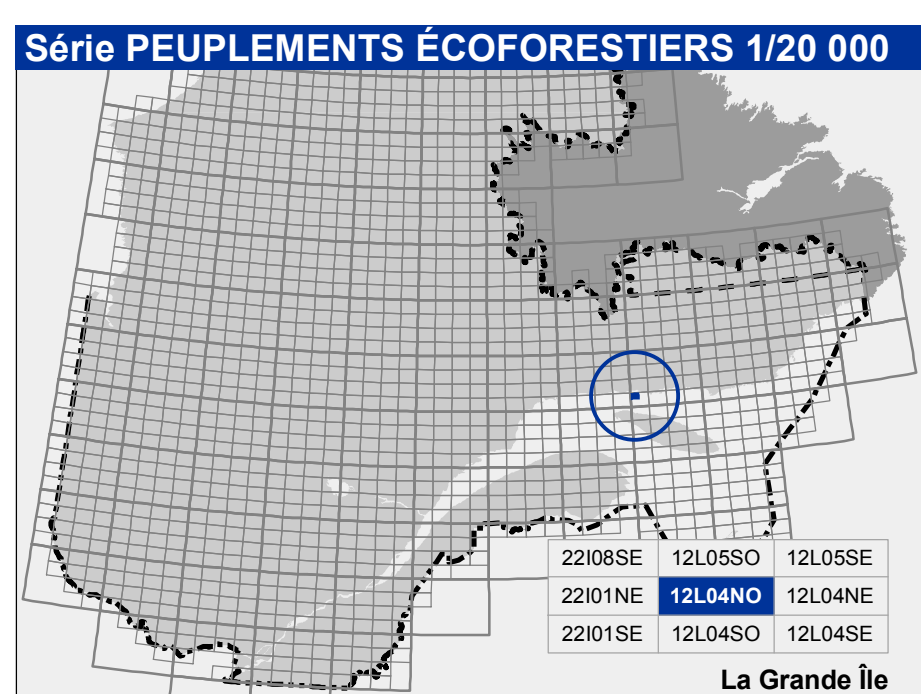 Série PEUPLEMENTS ÉCOFORESTIERS 1/20 000
22I08SE 12L05SO 12L05SE
22I01NE 12L04NO 12L04NE
22I01SE 12L04SO 12L04SE
La Grande Île